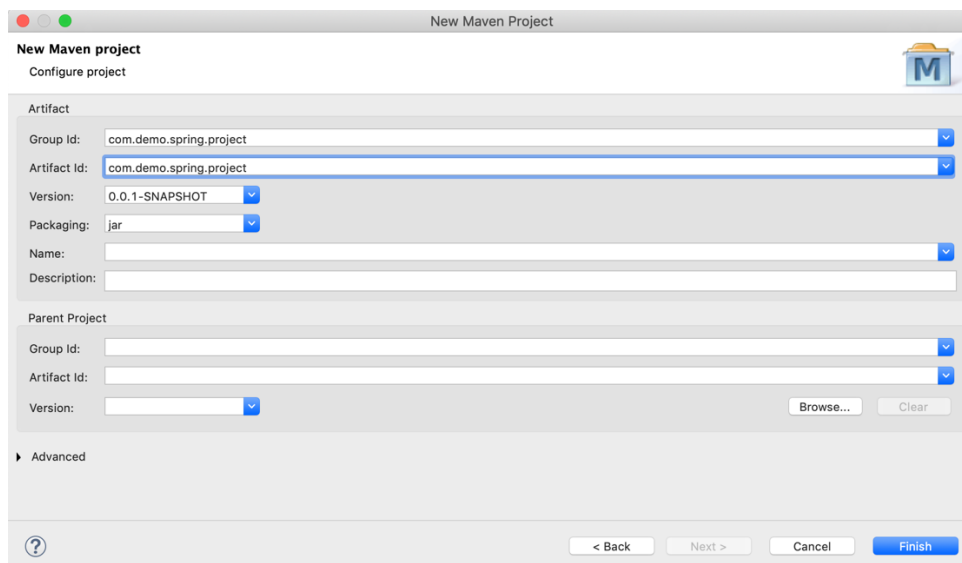 New Maven Project
New Maven project
Configure project
M
Artifact
Group Id: com.demo.spring.project
Artifact Id: com.demo.spring.project
Version: 0.0.1-SNAPSHOT
Packaging: jar
Name:
Description:
Parent Project
Group Id:
Artifact Id:
Version: Browse... Clear
Advanced
? < Back Next > Cancel Finish